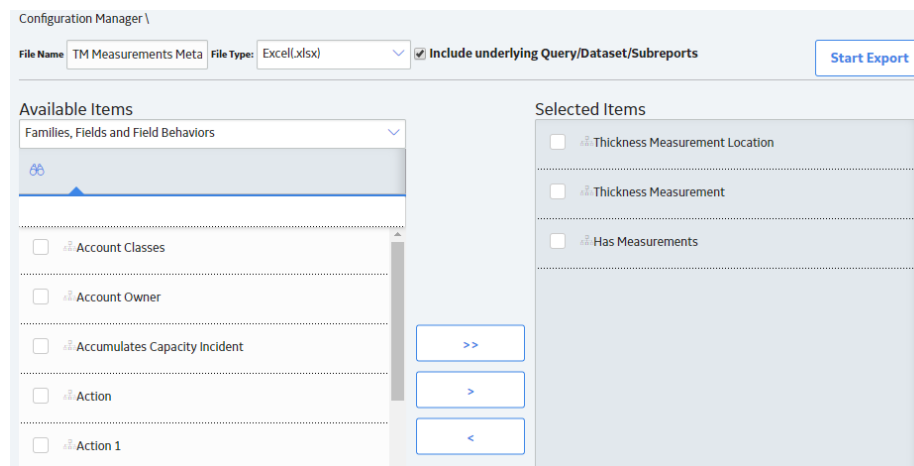 Configuration Manager \
File Name TM Measurements Meta File Type: Excel(.xlsx) Include underlying Query/Dataset/Subreports Start Export
Available Items
Families, Fields and Field Behaviors
Account Classes
Account Owner
Accumulates Capacity Incident
Action
Action 1
>>
>
<
Selected Items
Thickness Measurement Location
Thickness Measurement
Has Measurements